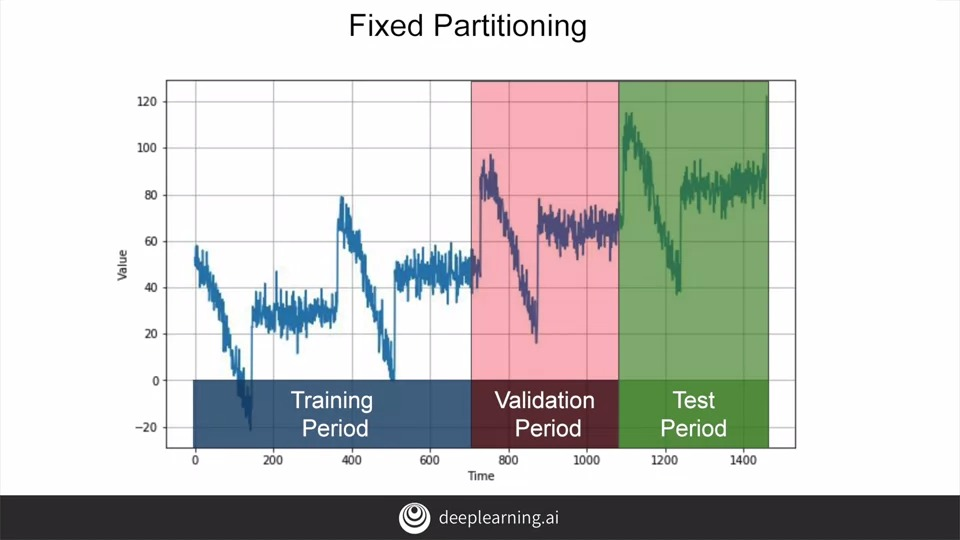 Fixed Partitioning
120
100
80
60
40
20
0
−20
Value
Training
Period
Validation
Period
Test
Period
0 200 400 600 800 1000 1200 1400
Time
deeplearning.ai